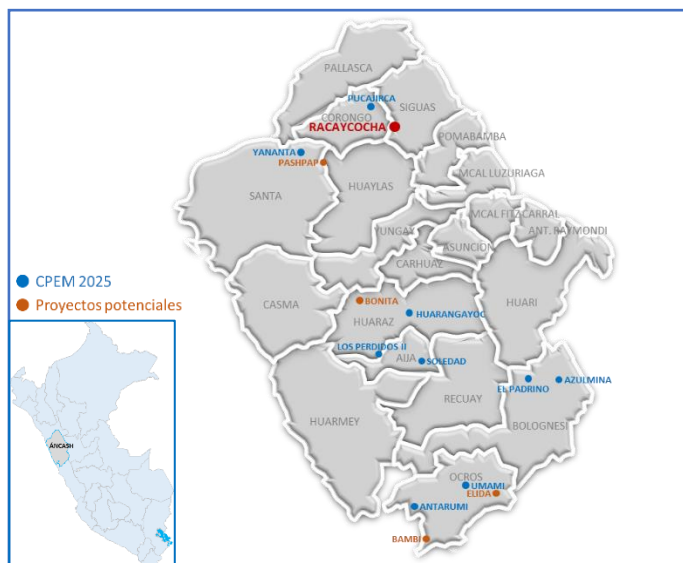 PALLASCA
PUCAJIRCA
CORONGO
SIGUAS
RACAYCOCHA
POMABAMBA
YANANTA
PASHPAP
MCAL LUZURIAGA
HUAYLAS
SANTA
MCAL FITZCARRAL
ANT. RAYMONDI
YUNGAY
ASUNCION
CARHUAZ
CPEM 2025
CASMA
HUARI
Proyectos potenciales
BONITA
HUARANGAYOC
HUARAZ
LOS PERDIDOS II
AIJA
SOLEDAD
EL PADRINO
AZULMINA
RECUAY
HUARMEY
BOLOGNESI
ÁNCASH
OCROS
UMAMI
ELIDA
ANTARUMI
BAMBI